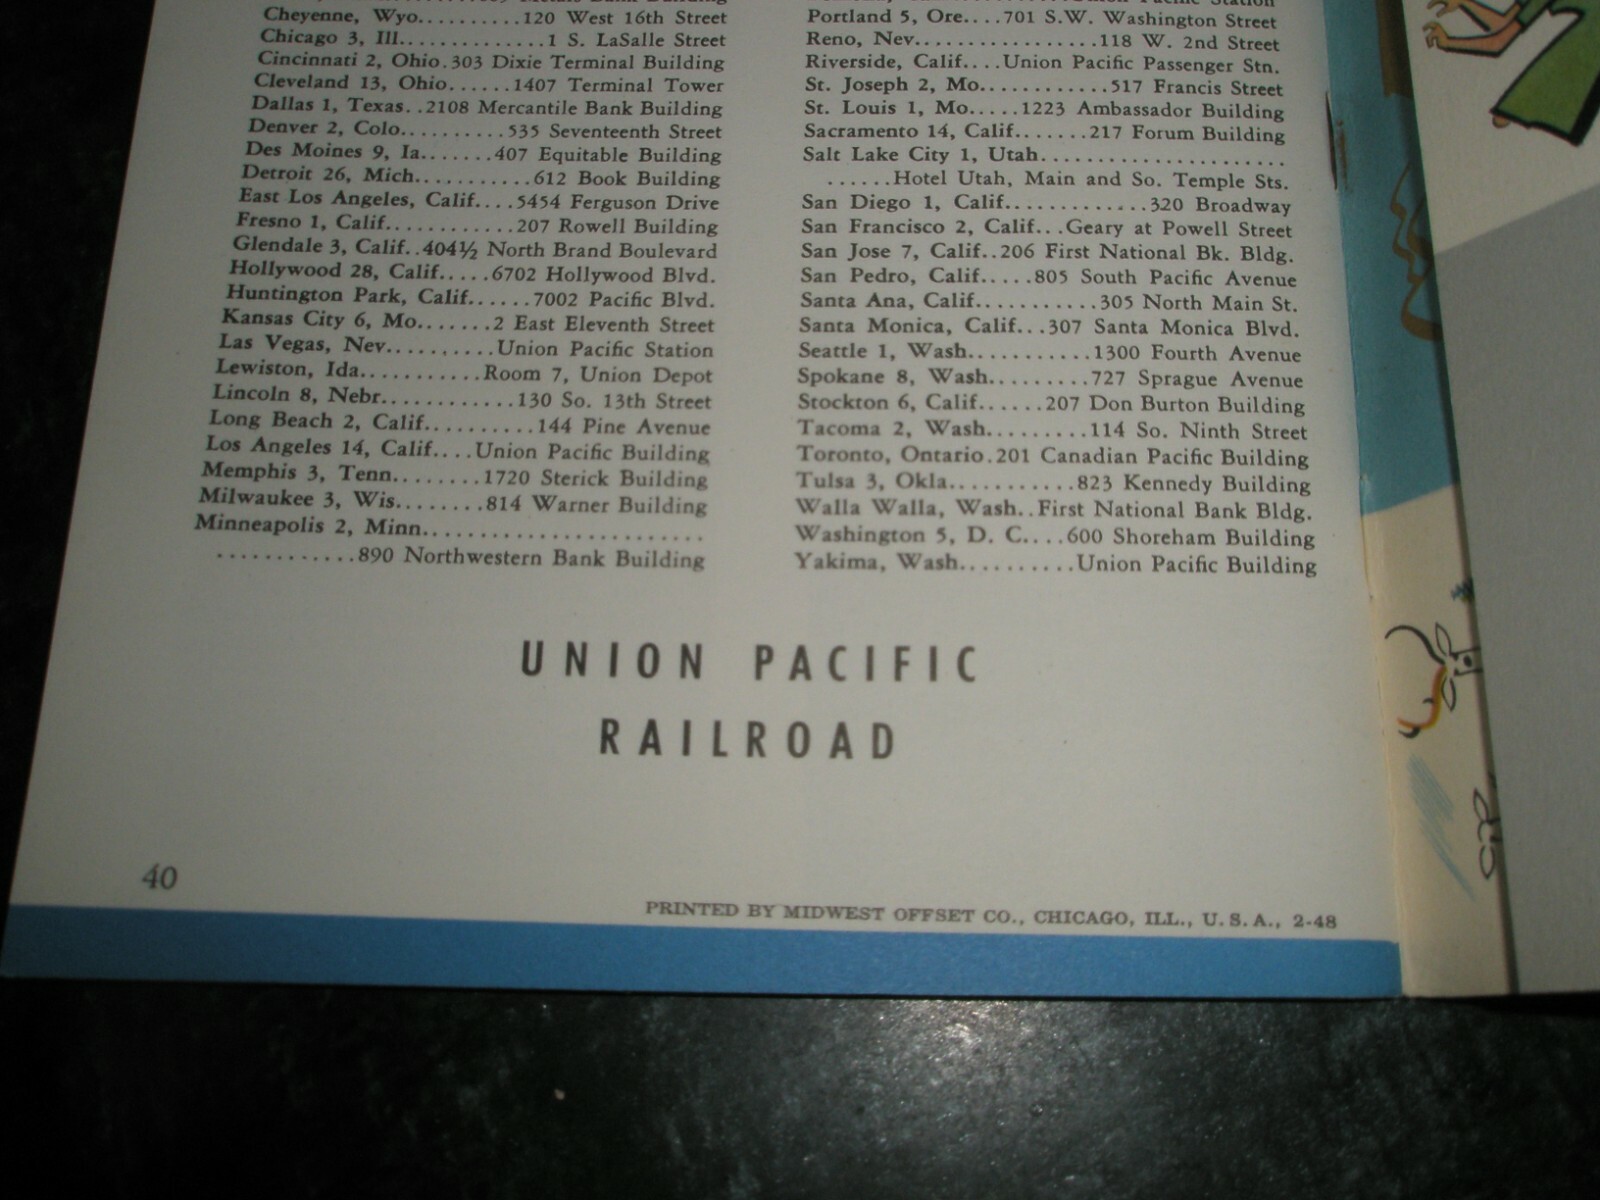 Cheyenne, Wyo..........120 West 16th Street
Chicago 3, Ill..............1 S. LaSalle Street
Cincinnati 2, Ohio.303 Dixie Terminal Building
Cleveland 13, Ohio.......1407 Terminal Tower
Dallas 1, Texas..2108 Mercantile Bank Building
Denver 2, Colo..........535 Seventeenth Street
Des Moines 9, Ia.......407 Equitable Building
Detroit 26, Mich...........612 Book Building
East Los Angeles, Calif....5454 Ferguson Drive
Fresno 1, Calif............207 Rowell Building
Glendale 3, Calif..404½ North Brand Boulevard
Hollywood 28, Calif.....6702 Hollywood Blvd.
Huntington Park, Calif......7002 Pacific Blvd.
Kansas City 6, Mo.......2 East Eleventh Street
Las Vegas, Nev..........Union Pacific Station
Lewiston, Ida...........Room 7, Union Depot
Lincoln 8, Nebr............130 So. 13th Street
Long Beach 2, Calif..........144 Pine Avenue
Los Angeles 14, Calif....Union Pacific Building
Memphis 3, Tenn........1720 Sterick Building
Milwaukee 3, Wis........814 Warner Building
Minneapolis 2, Minn.......................
............890 Northwestern Bank Building
Union Pacific Station
Portland 5, Ore....701 S.W. Washington Street
Reno, Nev.................118 W. 2nd Street
Riverside, Calif....Union Pacific Passenger Stn.
St. Joseph 2, Mo............517 Francis Street
St. Louis 1, Mo.....1223 Ambassador Building
Sacramento 14, Calif.......217 Forum Building
Salt Lake City 1, Utah......................
......Hotel Utah, Main and So. Temple Sts.
San Diego 1, Calif.............320 Broadway
San Francisco 2, Calif...Geary at Powell Street
San Jose 7, Calif..206 First National Bk. Bldg.
San Pedro, Calif.....805 South Pacific Avenue
Santa Ana, Calif...........305 North Main St.
Santa Monica, Calif...307 Santa Monica Blvd.
Seattle 1, Wash...........1300 Fourth Avenue
Spokane 8, Wash.........727 Sprague Avenue
Stockton 6, Calif......207 Don Burton Building
Tacoma 2, Wash.........114 So. Ninth Street
Toronto, Ontario.201 Canadian Pacific Building
Tulsa 3, Okla...........823 Kennedy Building
Walla Walla, Wash..First National Bank Bldg.
Washington 5, D. C....600 Shoreham Building
Yakima, Wash..........Union Pacific Building
UNION PACIFIC
RAILROAD
40
PRINTED BY MIDWEST OFFSET CO., CHICAGO, ILL., U. S. A., 2-48